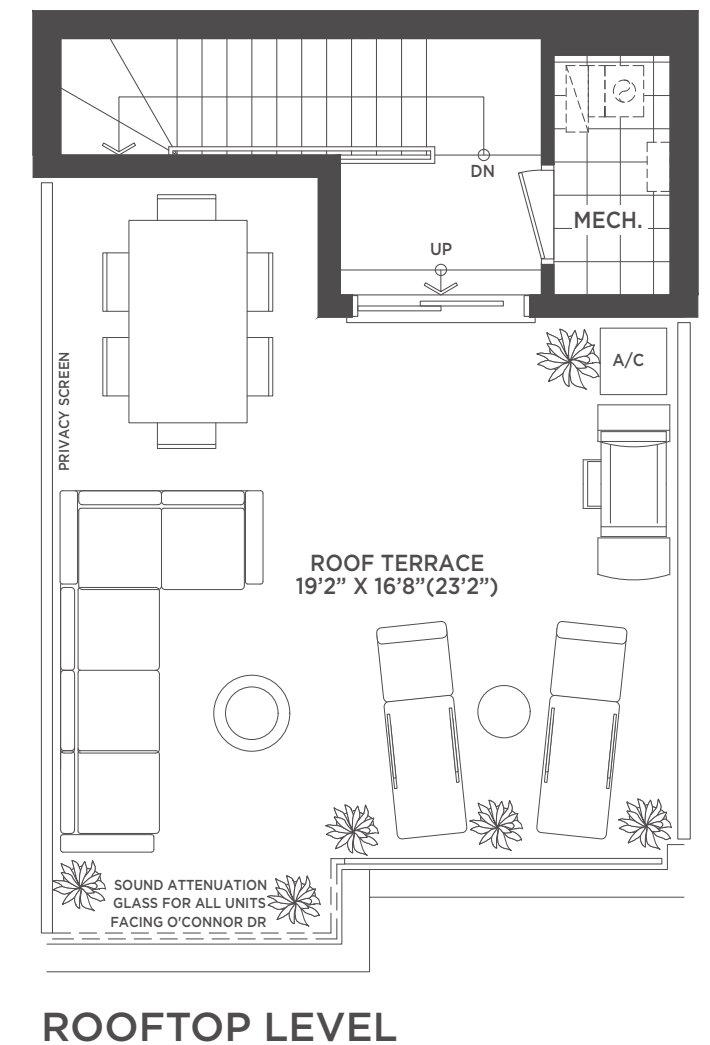 DN
MECH.
UP
A/C
PRIVACY SCREEN
ROOF TERRACE
19'2” X 16'8”(23'2”)
SOUND ATTENUATION
GLASS FOR ALL UNITS
FACING O'CONNOR DR
ROOFTOP LEVEL